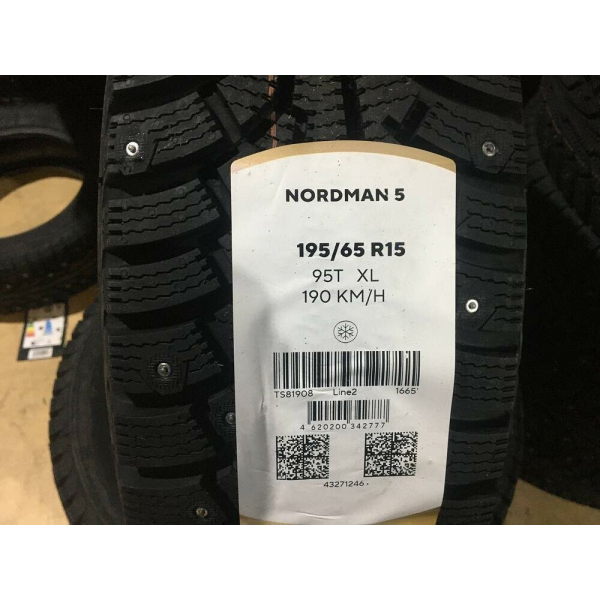 NORDMAN 5
195/65 R15
95T XL
190 KM/H
TS81908 Line2 1665'
4 620200 342777
43271246